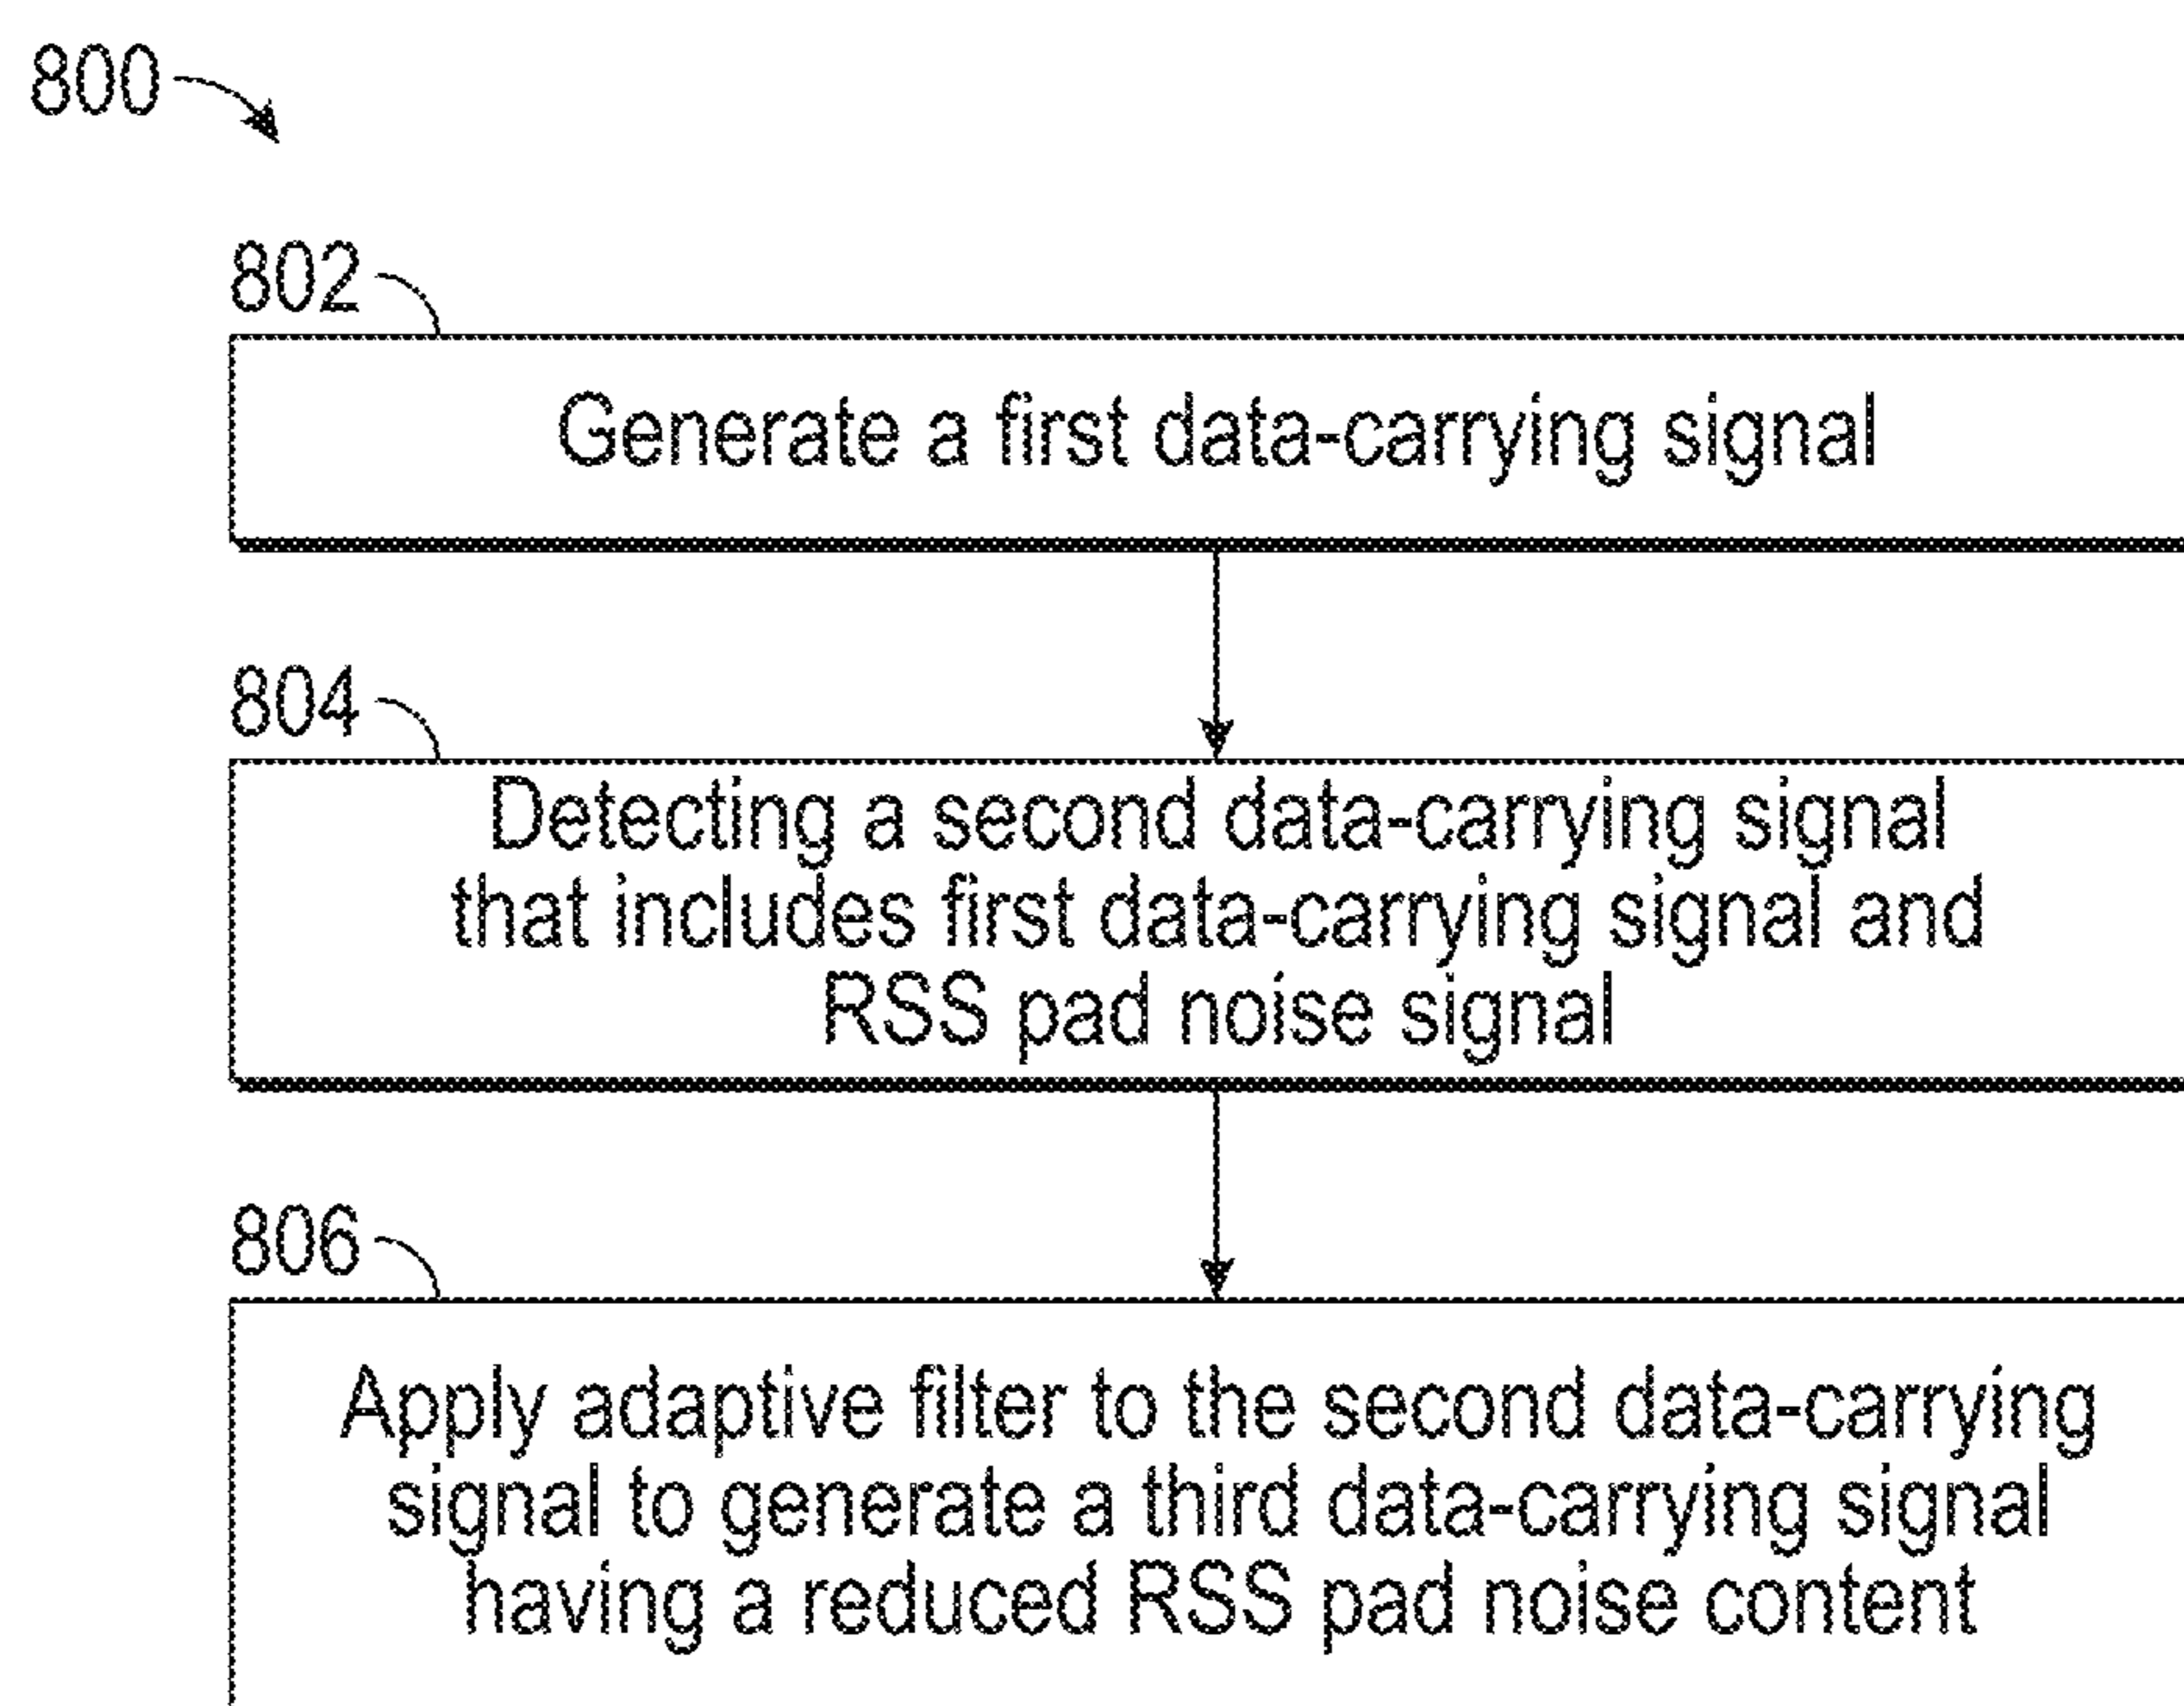 800
802
Generate a first data-carrying signal
804
Detecting a second data-carrying signal
that includes first data-carrying signal and
RSS pad noise signal
806
Apply adaptive filter to the second data-carrying
signal to generate a third data-carrying signal
having a reduced RSS pad noise content